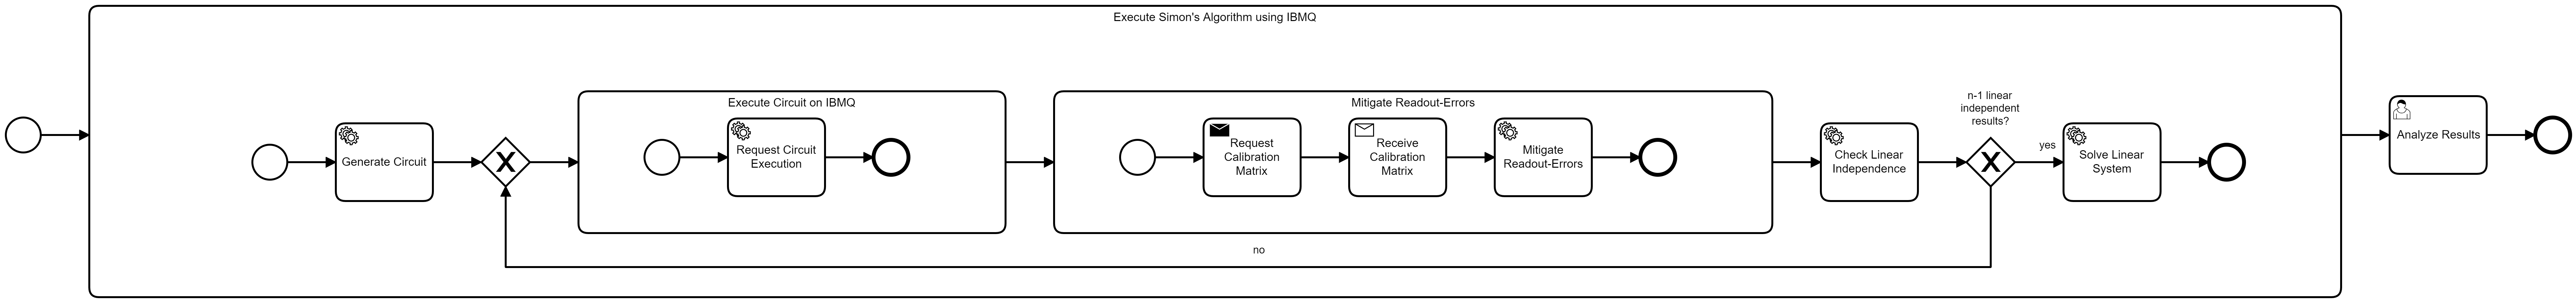 Execute Simon's Algorithm using IBMQ
Generate Circuit
Execute Circuit on IBMQ
Request Circuit
Execution
Mitigate Readout-Errors
Request
Calibration
Matrix
Receive
Calibration
Matrix
Mitigate
Readout-Errors
Check Linear
Independence
n-1 linear
independent
results?
yes
no
Solve Linear
System
Analyze Results